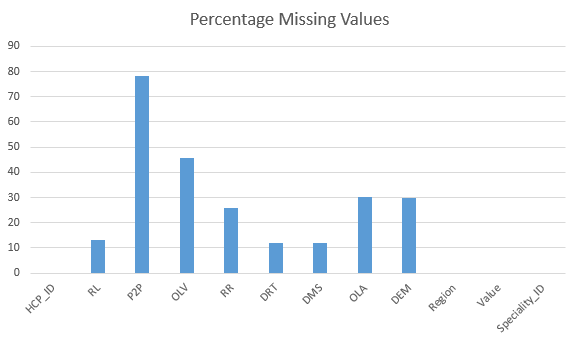 Percentage Missing Values
90
80
70
60
50
40
30
20
10
0
HCP_ID
RL
P2P
OLV
RR
DRT
DMS
OLA
DEM
Region
Value
Speciality_ID